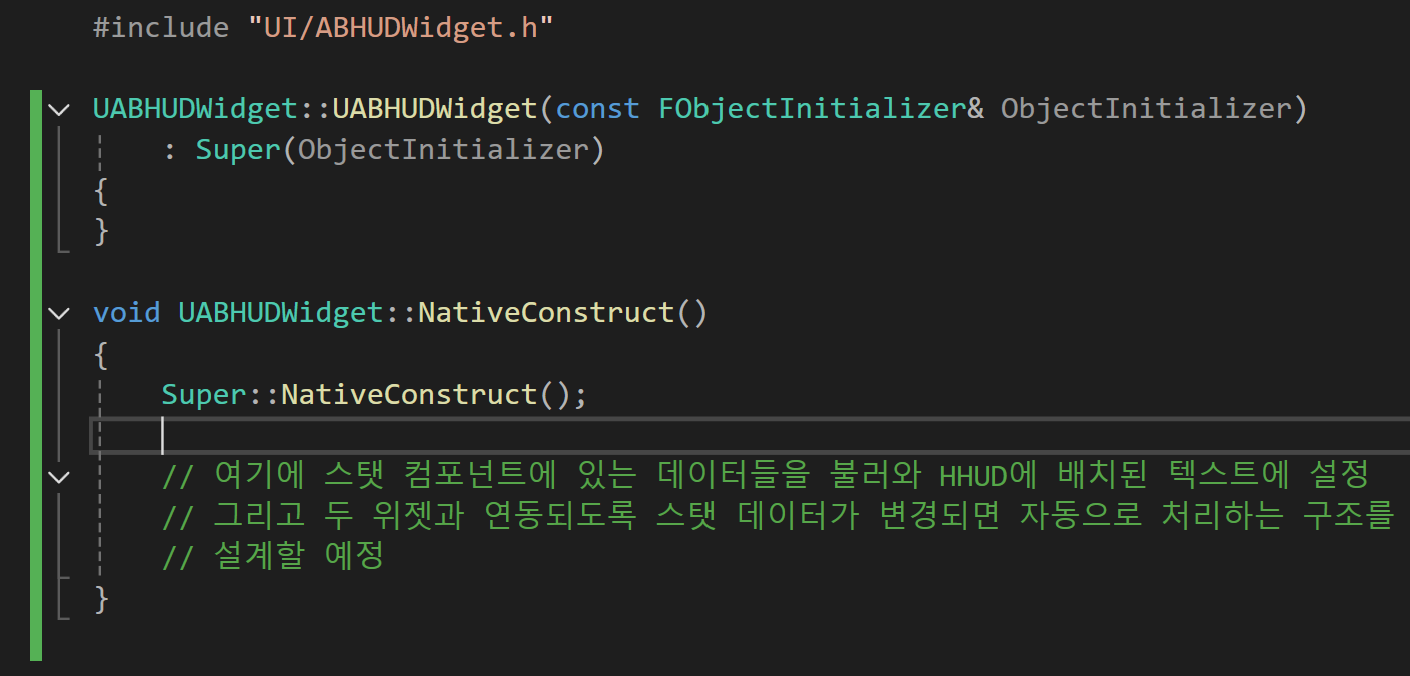 #include "UI/ABHUDWidget.h"
UABHUDWidget::UABHUDWidget(const FObjectInitializer& ObjectInitializer)
: Super(ObjectInitializer)
{
}
void UABHUDWidget::NativeConstruct()
{
Super::NativeConstruct();
// 여기에 스탯 컴포넌트에 있는 데이터들을 불러와 HHUD에 배치된 텍스트에 설정
// 그리고 두 위젯과 연동되도록 스탯 데이터가 변경되면 자동으로 처리하는 구조를
// 설계할 예정
}